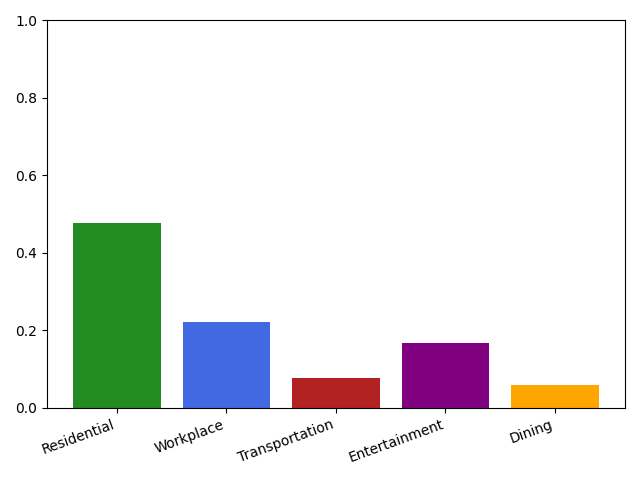 1.0
0.8
0.6
0.4
0.2
0.0
Residential
Workplace
Transportation
Entertainment
Dining